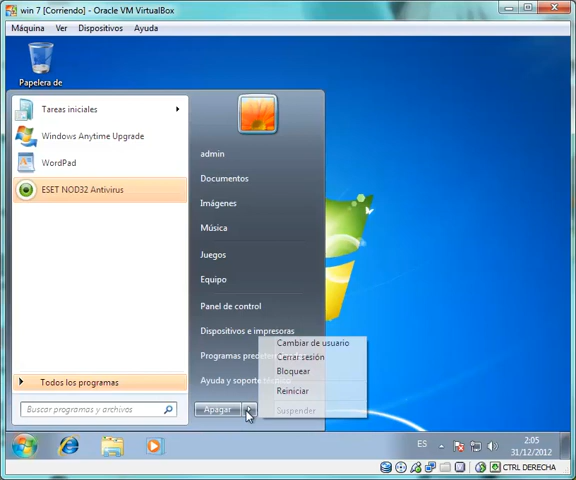 win 7 [Corriendo] - Oracle VM VirtualBox
Máquina Ver Dispositivos Ayuda
Papelera de
Tareas iniciales
Windows Anytime Upgrade
WordPad
ESET NOD32 Antivirus
Todos los programas
Buscar programas y archivos
admin
Documentos
Imágenes
Música
Juegos
Equipo
Panel de control
Dispositivos e impresoras
Programas
Ayuda y soporte
Apagar
Cambiar de usuario
Cerrar sesión
Bloquear
Reiniciar
Suspender
ES
2:05
31/12/2012
CTRL DERECHA